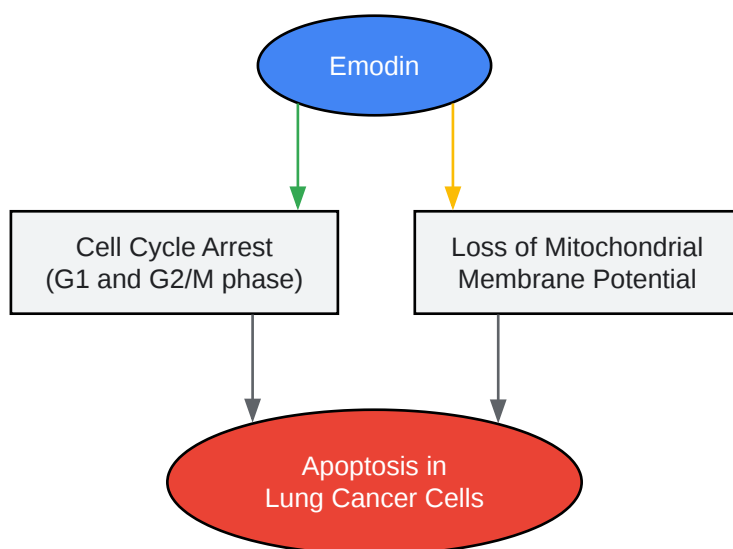 Emodin
Cell Cycle Arrest
(G1 and G2/M phase)
Loss of Mitochondrial
Membrane Potential
Apoptosis in
Lung Cancer Cells